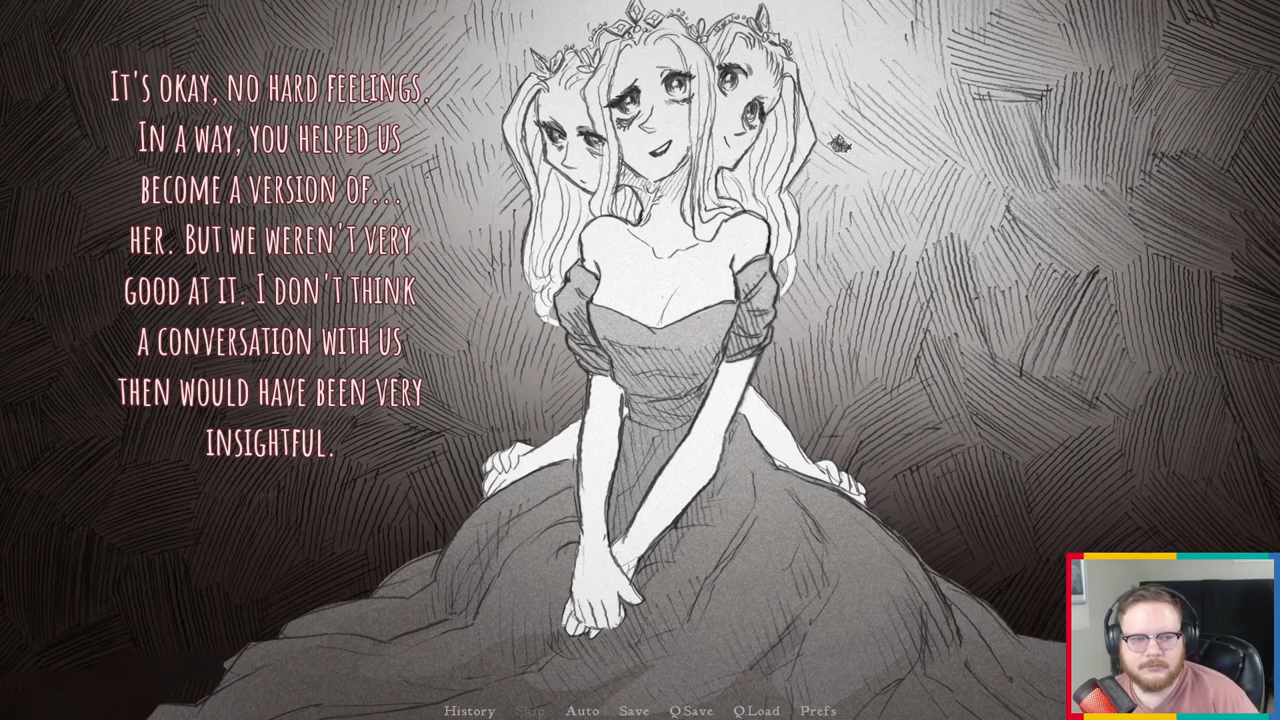 It's okay, no hard feelings.
In a way, you helped us
become a version of...
her. But we weren't very
good at it. I don't think
a conversation with us
then would have been very
insightful.
History Skip Auto Save Q.Save Q.Load Prefs